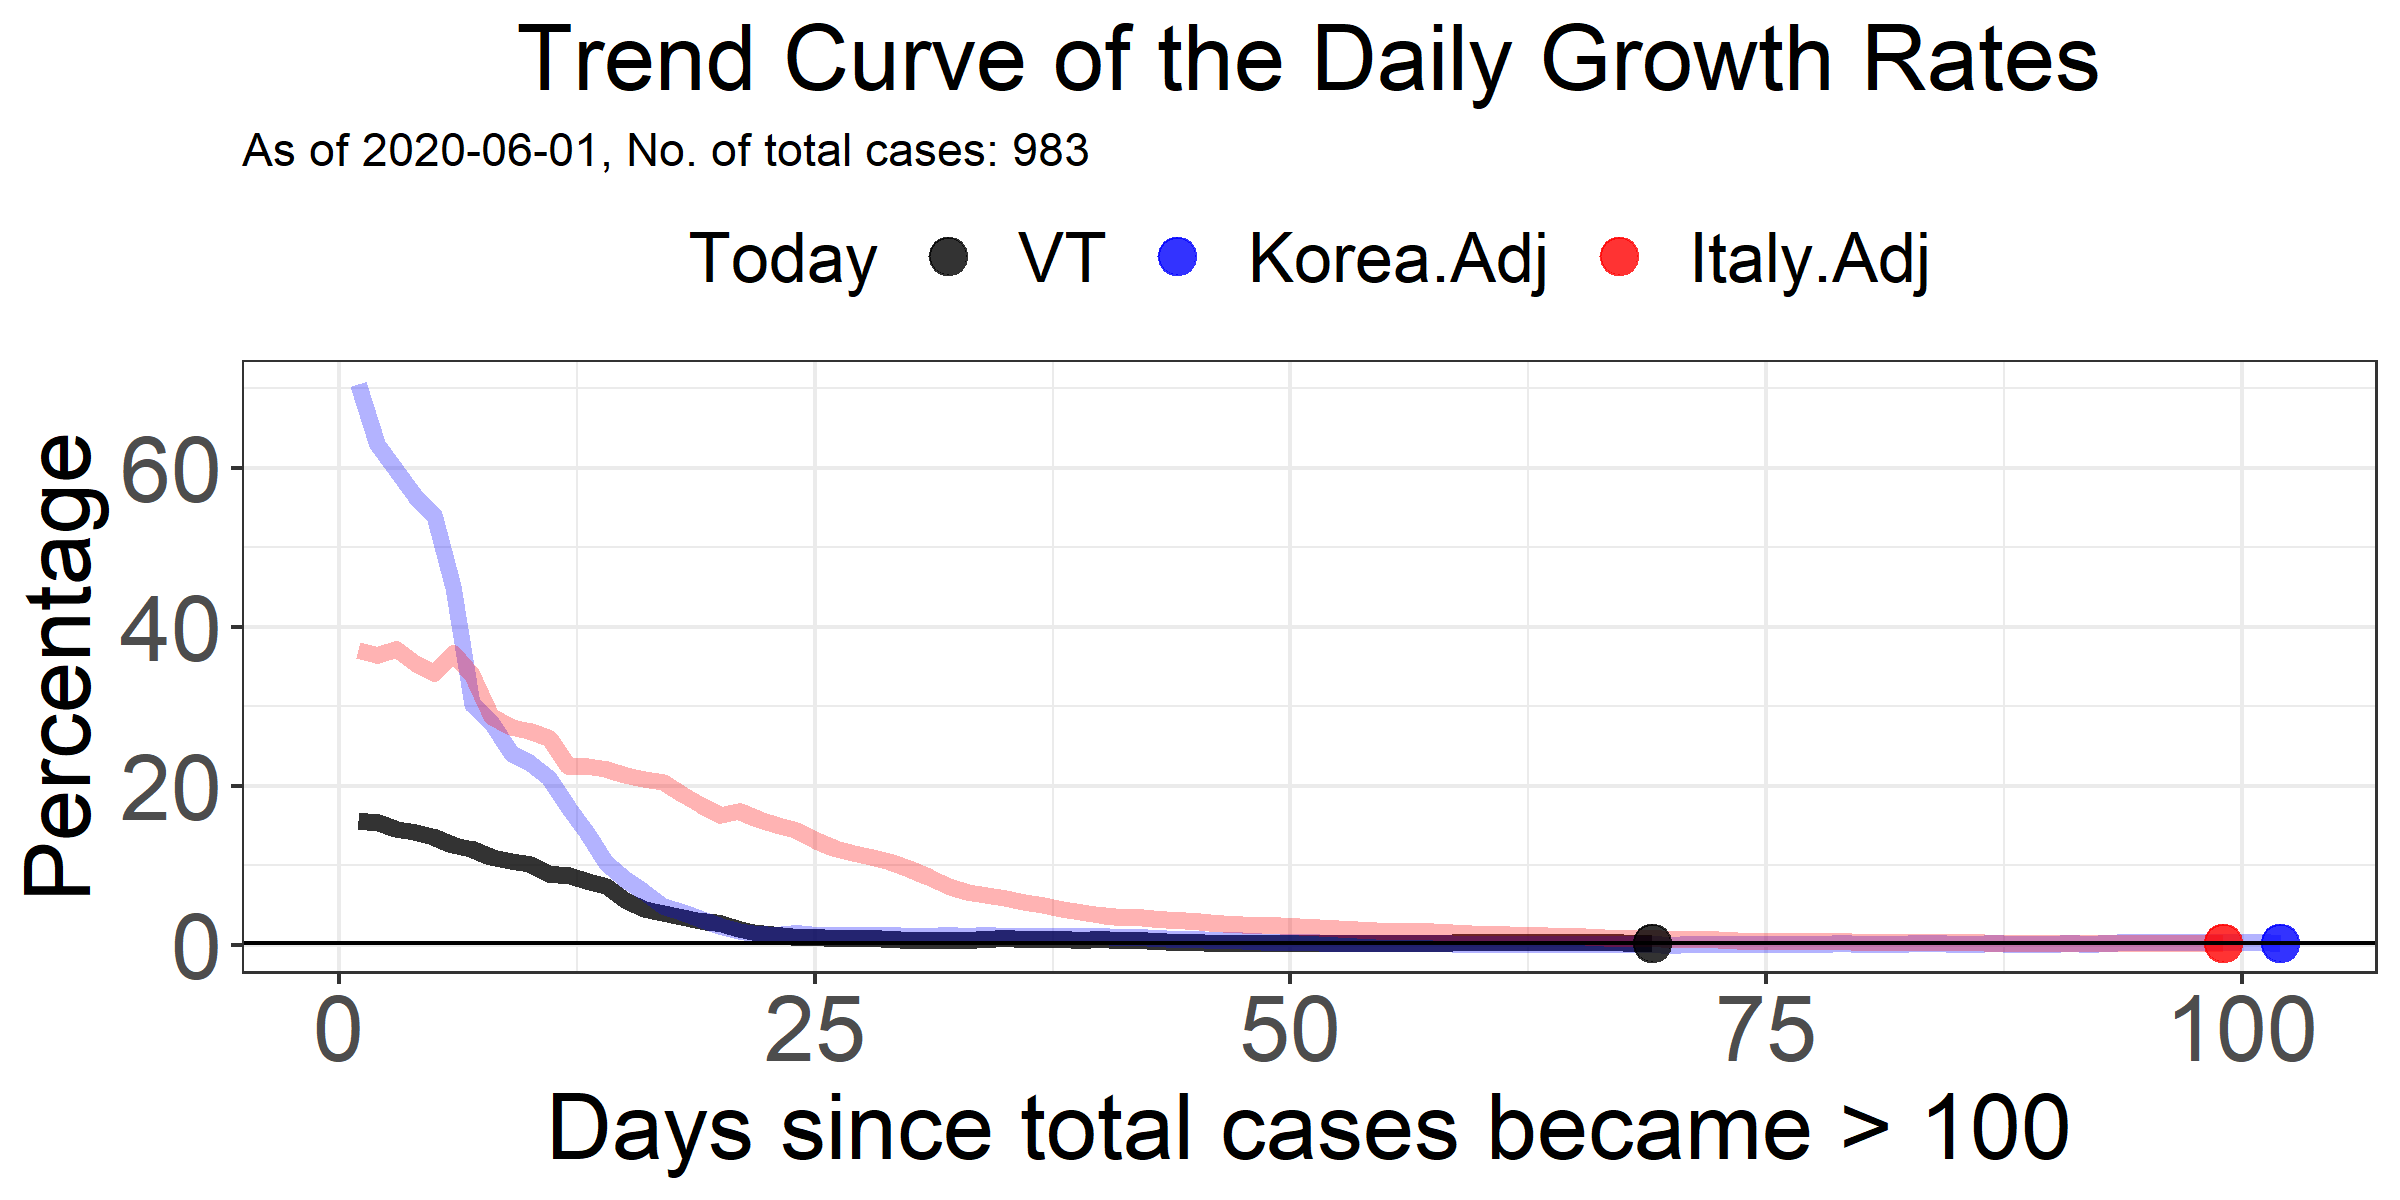 Trend Curve of the Daily Growth Rates
As of 2020-06-01, No. of total cases: 983
Today VT Korea.Adj Italy.Adj
Percentage
60
40
20
0
0 25 50 75 100
Days since total cases became > 100